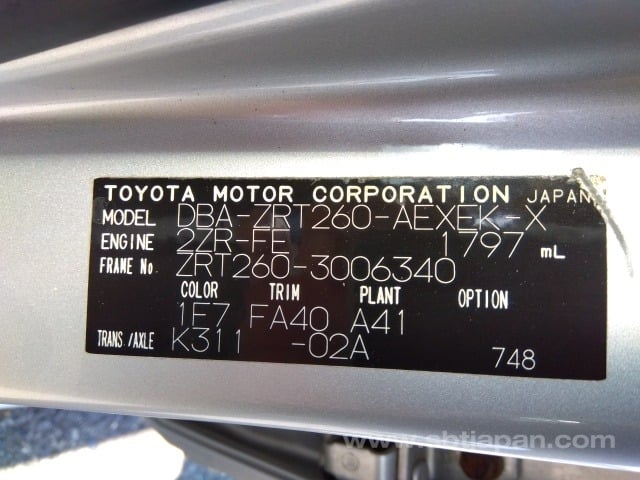 TOYOTA MOTOR CORPORATION JAPAN
MODEL DBA-ZRT260-AEXEK-X
ENGINE 2ZR-FE 1797 mL
FRAME No ZRT260-3006340
COLOR TRIM PLANT OPTION
1E7 FA40 A41
TRANS./AXLE K311 -02A 748
www.sbtjapan.com